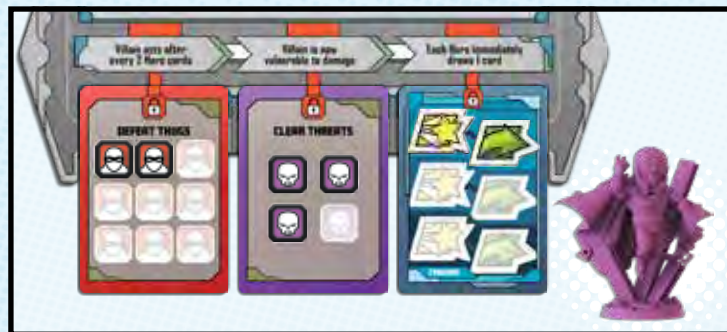 Villain acts after
every 2 Hero cards
Villain is now
vulnerable to damage
Each Hero immediately
draws 1 card
DEFEAT THUGS
CLEAR THREATS